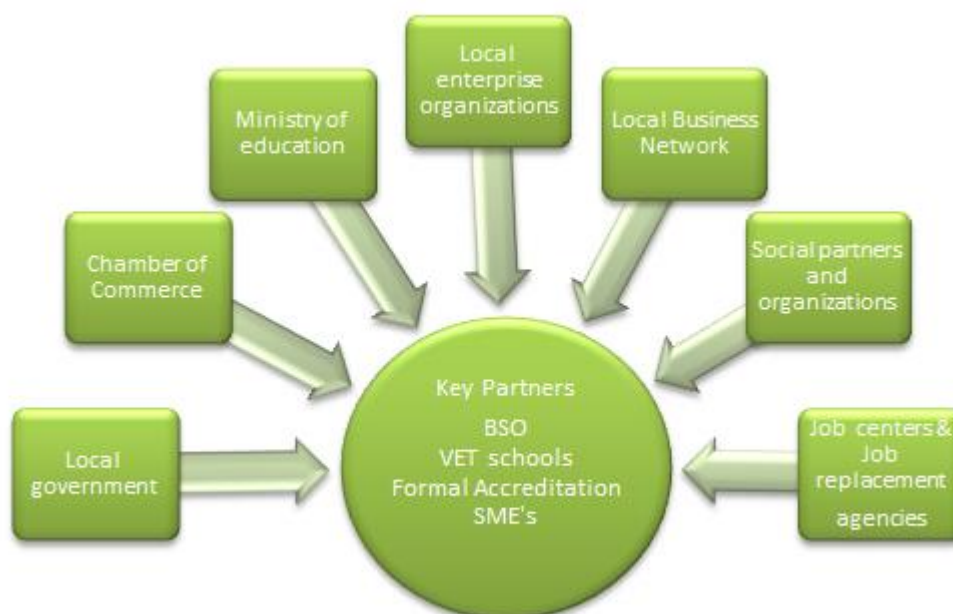 Local
enterprise
organizations
Ministry of
education
Local Business
Network
Chamber of
Commerce
Social partners
and
organizations
Local
government
Key Partners
BSO
VET schools
Formal Accreditation
SME's
Job centers &
Job
replacement
agencies